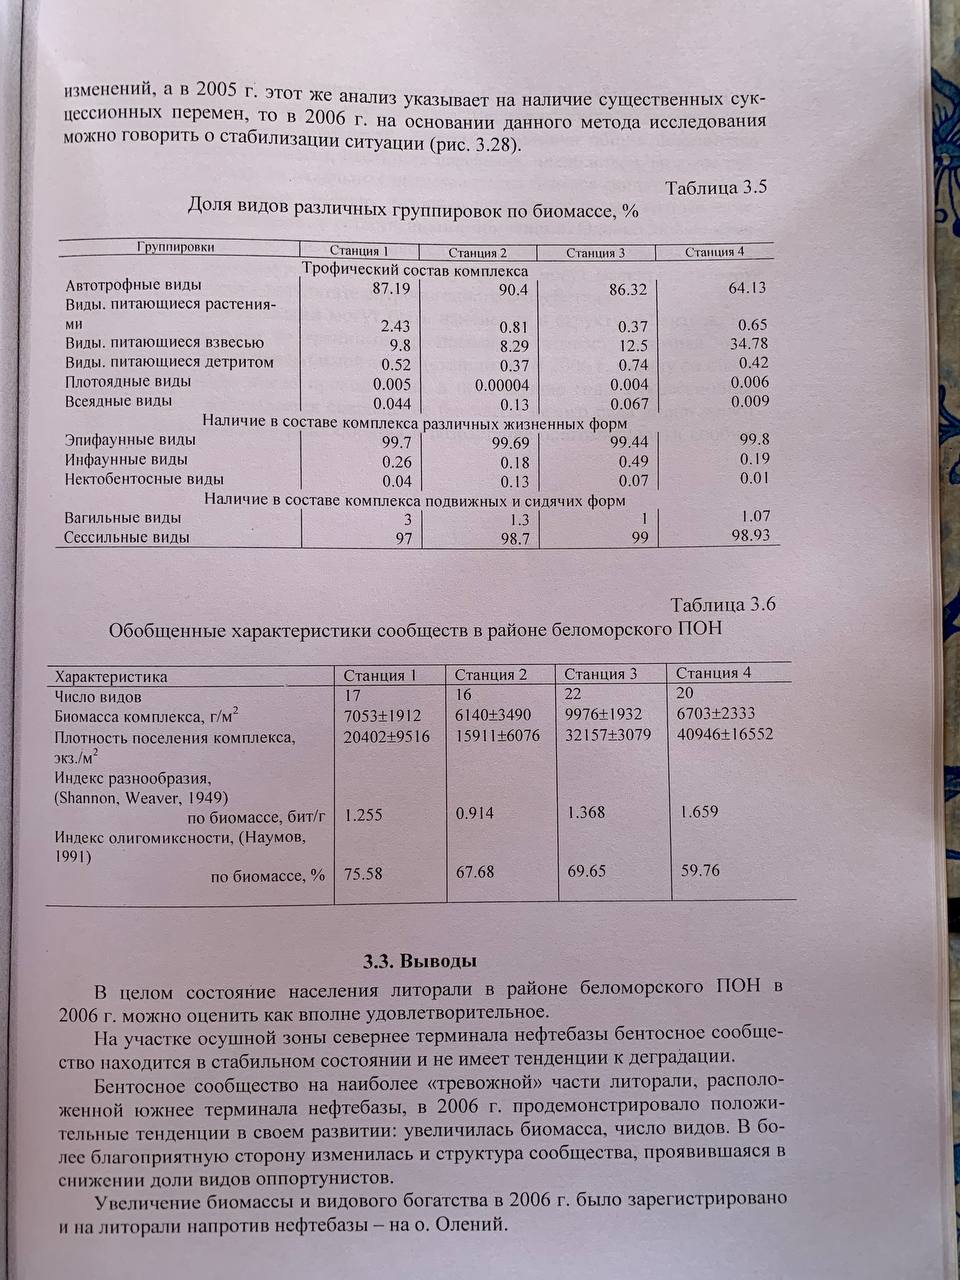 изменений, а в 2005 г. этот же анализ указывает на наличие существенных сук-
цессионных перемен, то в 2006 г. на основании данного метода исследования
можно говорить о стабилизации ситуации (рис. 3.28).
Таблица 3.5
Доля видов различных группировок по биомассе, %
Группировки Станция 1 Станция 2 Станция 3 Станция 4
Трофический состав комплекса
Автотрофные виды 87.19 90.4 86.32 64.13
Виды. питающиеся растения-
ми 2.43 0.81 0.37 0.65
Виды. питающиеся взвесью 9.8 8.29 12.5 34.78
Виды. питающиеся детритом 0.52 0.37 0.74 0.42
Плотоядные виды 0.005 0.00004 0.004 0.006
Всеядные виды 0.044 0.13 0.067 0.009
Наличие в составе комплекса различных жизненных форм
Эпифаунные виды 99.7 99.69 99.44 99.8
Инфаунные виды 0.26 0.18 0.49 0.19
Нектобентосные виды 0.04 0.13 0.07 0.01
Наличие в составе комплекса подвижных и сидячих форм
Вагильные виды 3 1.3 1 1.07
Сессильные виды 97 98.7 99 98.93
Таблица 3.6
Обобщенные характеристики сообществ в районе беломорского ПОН
Характеристика Станция 1 Станция 2 Станция 3 Станция 4
Число видов 17 16 22 20
Биомасса комплекса, г/м² 7053±1912 6140±3490 9976±1932 6703±2333
Плотность поселения комплекса, 20402±9516 15911±6076 32157±3079 40946±16552
экз./м²
Индекс разнообразия,
(Shannon, Weaver, 1949)
по биомассе, бит/г 1.255 0.914 1.368 1.659
Индекс олигомиксности, (Наумов,
1991)
по биомассе, % 75.58 67.68 69.65 59.76
3.3. Выводы
В целом состояние населения литорали в районе беломорского ПОН в
2006 г. можно оценить как вполне удовлетворительное.
На участке осушной зоны севернее терминала нефтебазы бентосное сообще-
ство находится в стабильном состоянии и не имеет тенденции к деградации.
Бентосное сообщество на наиболее «тревожной» части литорали, располо-
женной южнее терминала нефтебазы, в 2006 г. продемонстрировало положи-
тельные тенденции в своем развитии: увеличилась биомасса, число видов. В бо-
лее благоприятную сторону изменилась и структура сообщества, проявившаяся в
снижении доли видов оппортунистов.
Увеличение биомассы и видового богатства в 2006 г. было зарегистрировано
и на литорали напротив нефтебазы – на о. Олений.